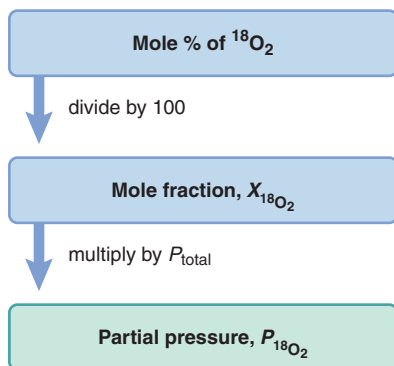 Mole % of ¹⁸O₂
divide by 100
Mole fraction, X₁₈O₂
multiply by Pₜₒₜₐₗ
Partial pressure, P₁₈O₂